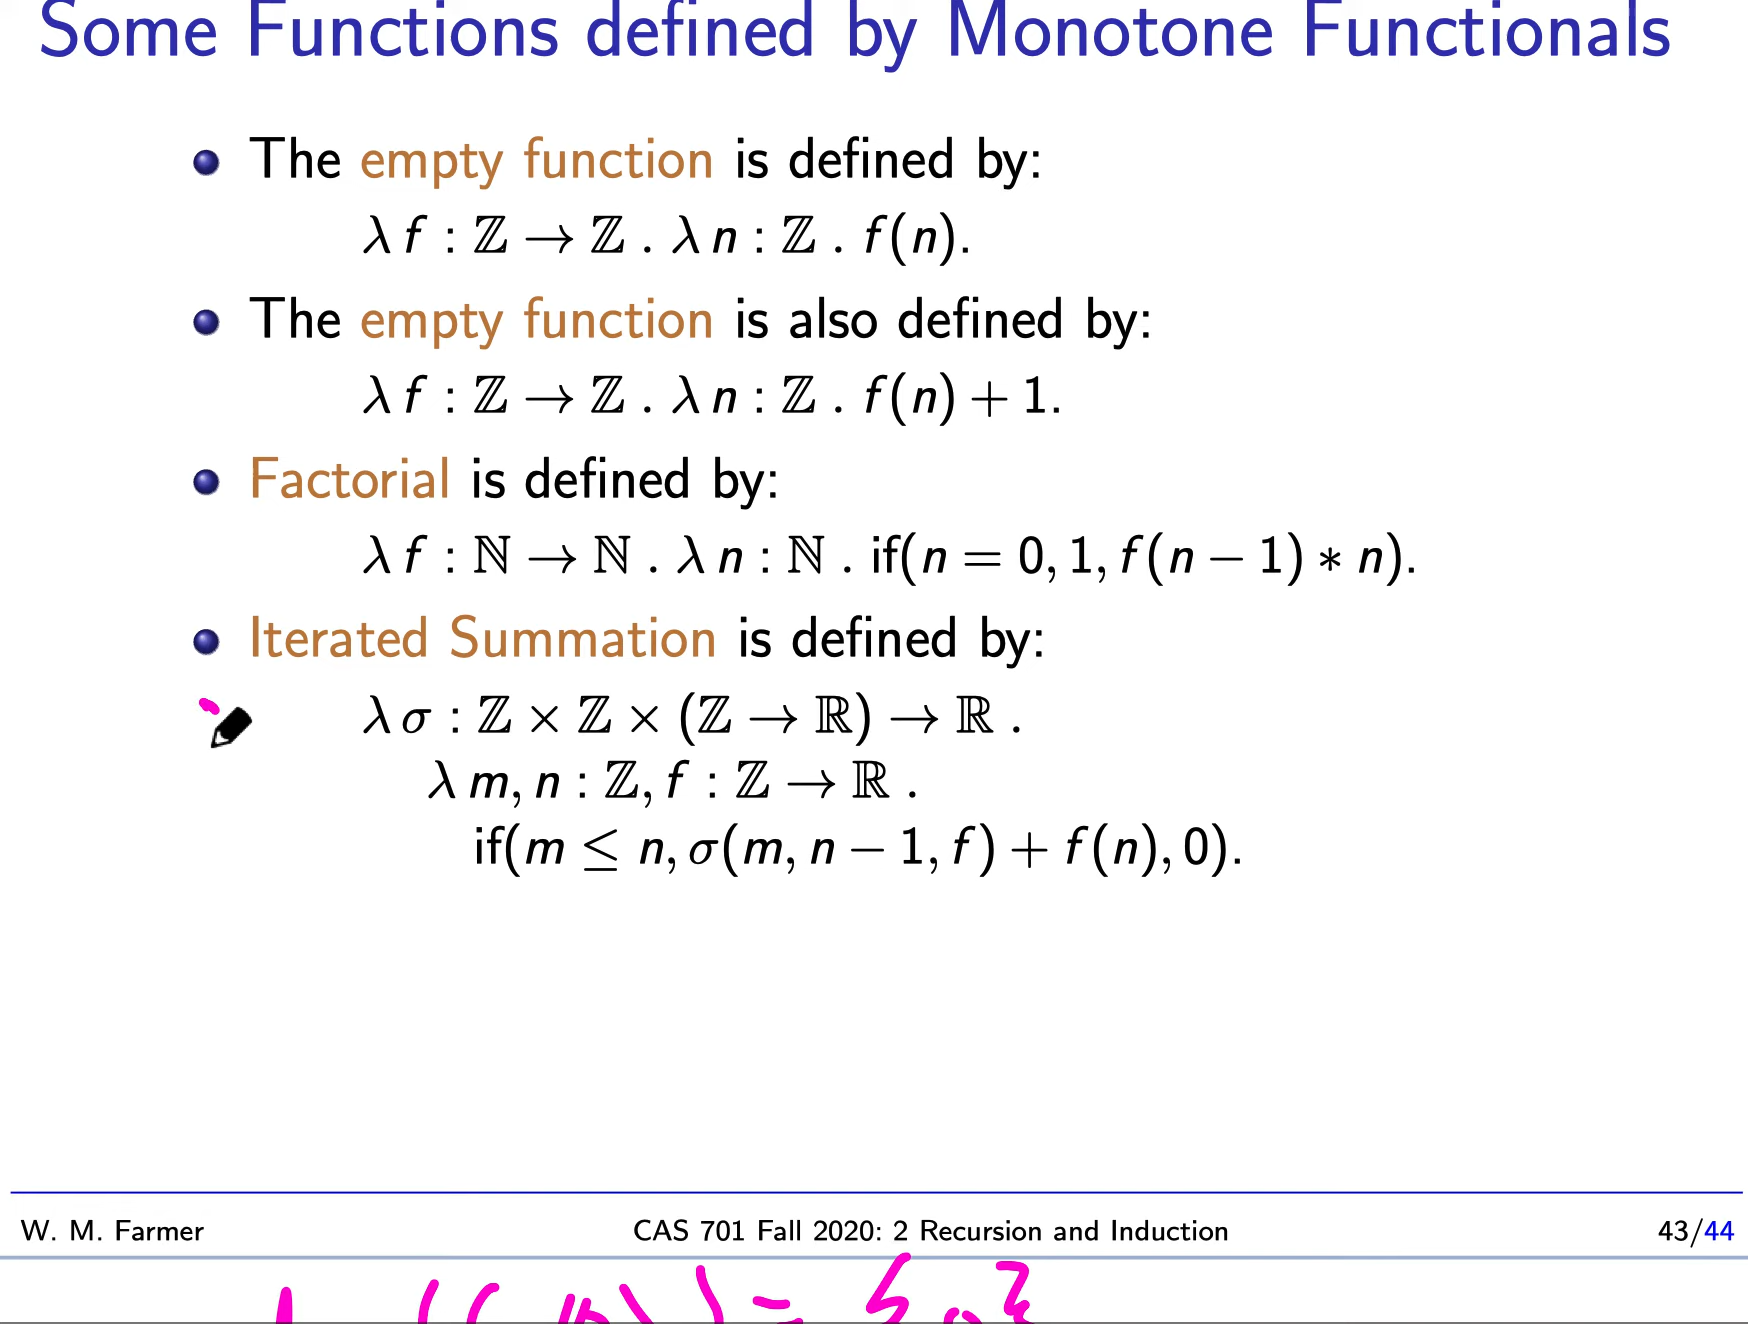 Some Functions defined by Monotone Functionals
The empty function is defined by:
λ f : ℤ → ℤ . λ n : ℤ . f(n).
The empty function is also defined by:
λ f : ℤ → ℤ . λ n : ℤ . f(n) + 1.
Factorial is defined by:
λ f : ℕ → ℕ . λ n : ℕ . if(n = 0, 1, f(n − 1) ∗ n).
Iterated Summation is defined by:
λ σ : ℤ × ℤ × (ℤ → ℝ) → ℝ .
λ m, n : ℤ, f : ℤ → ℝ .
if(m ≤ n, σ(m, n − 1, f) + f(n), 0).
W. M. Farmer CAS 701 Fall 2020: 2 Recursion and Induction 43/44